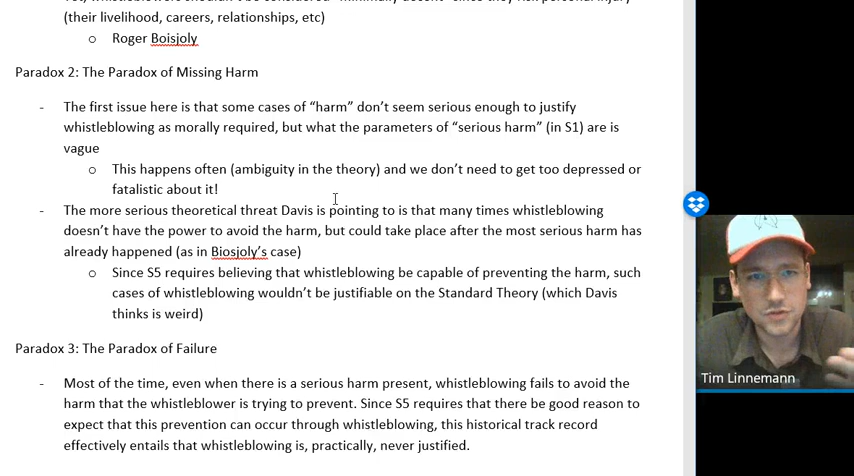 (their livelihood, careers, relationships, etc)
o Roger Boisjoly
Paradox 2: The Paradox of Missing Harm
- The first issue here is that some cases of “harm” don’t seem serious enough to justify
whistleblowing as morally required, but what the parameters of “serious harm” (in S1) are is
vague
o This happens often (ambiguity in the theory) and we don’t need to get too depressed or
fatalistic about it!
- The more serious theoretical threat Davis is pointing to is that many times whistleblowing
doesn’t have the power to avoid the harm, but could take place after the most serious harm has
already happened (as in Biosjoly’s case)
o Since S5 requires believing that whistleblowing be capable of preventing the harm, such
cases of whistleblowing wouldn’t be justifiable on the Standard Theory (which Davis
thinks is weird)
Tim Linnemann
Paradox 3: The Paradox of Failure
- Most of the time, even when there is a serious harm present, whistleblowing fails to avoid the
harm that the whistleblower is trying to prevent. Since S5 requires that there be good reason to
expect that this prevention can occur through whistleblowing, this historical track record
effectively entails that whistleblowing is, practically, never justified.